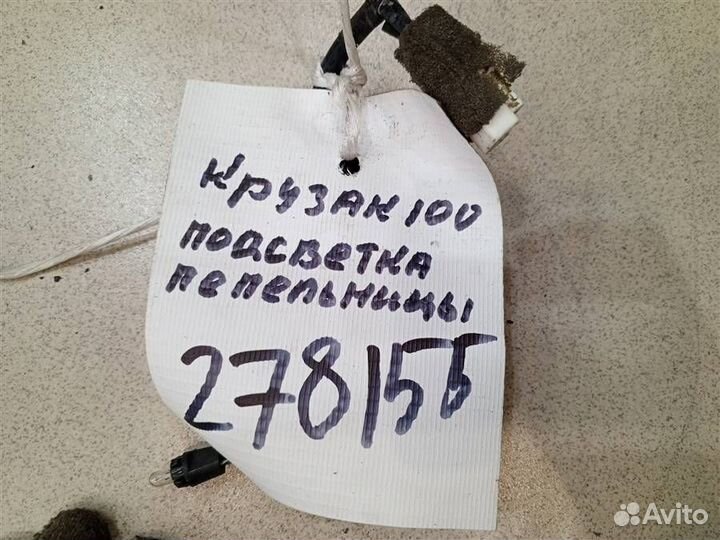 Крузак 100
подсветка
пепельницы
278155
Avito